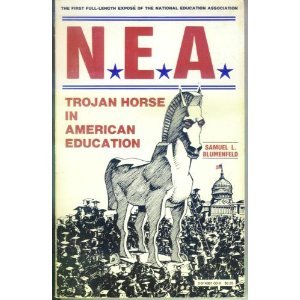 THE FIRST FULL-LENGTH EXPOSÉ OF THE NATIONAL EDUCATION ASSOCIATION
N.E.A.
TROJAN HORSE
IN
AMERICAN
EDUCATION
SAMUEL L.
BLUMENFELD